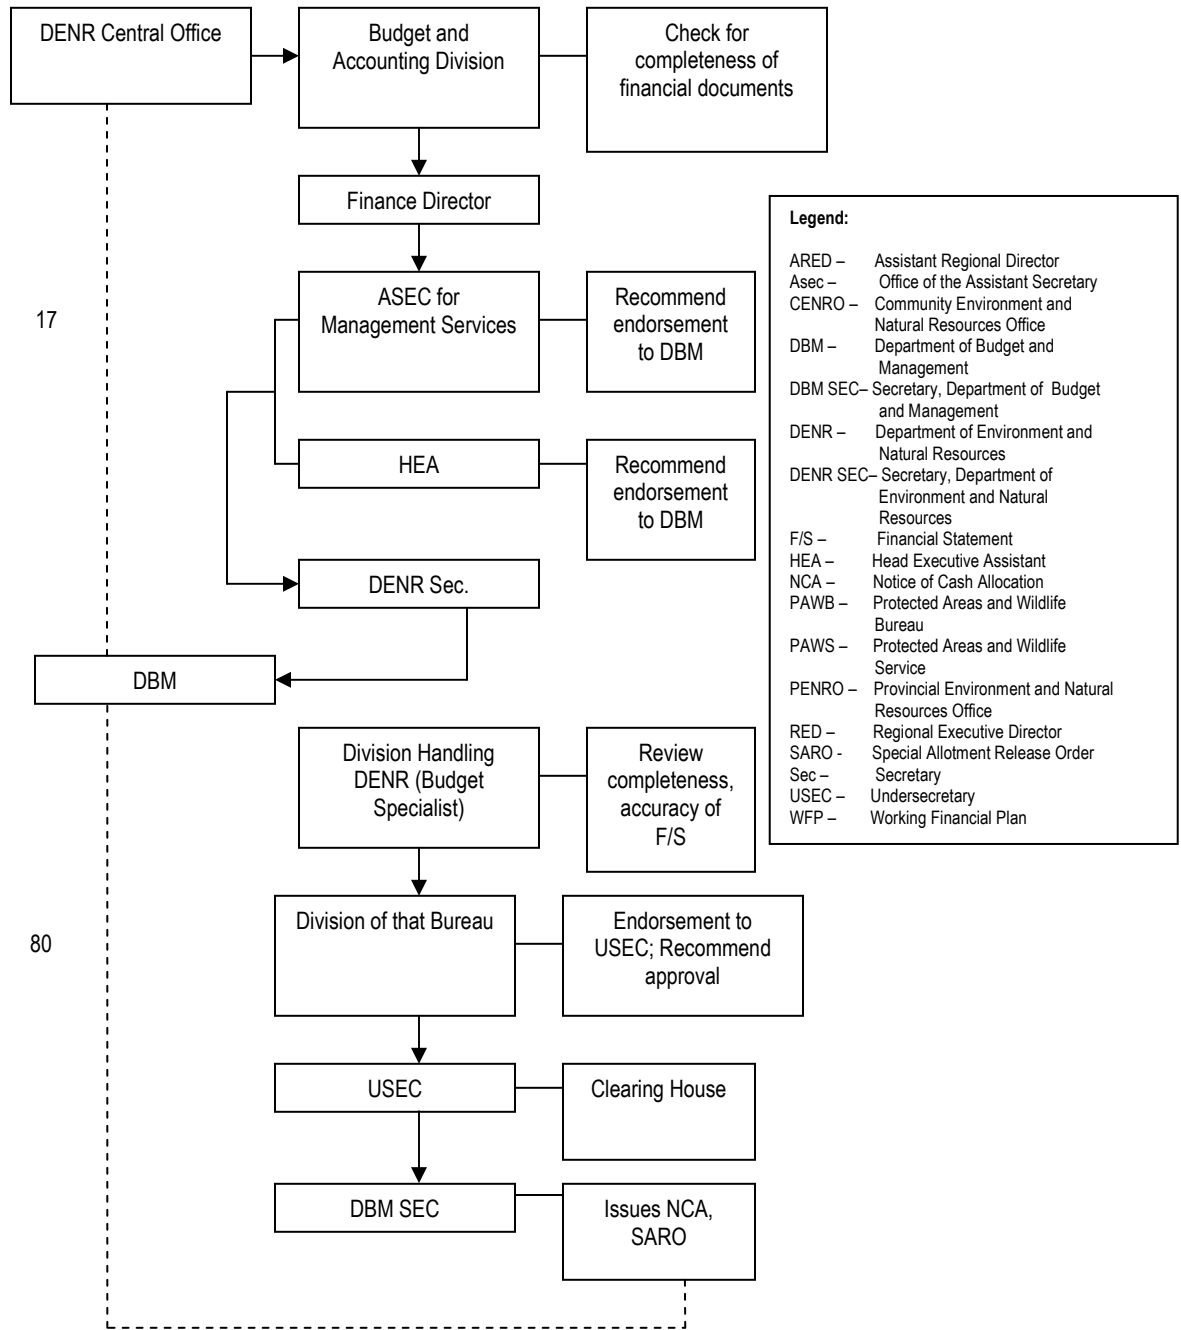 DENR Central Office
Budget and
Accounting Division
Check for
completeness of
financial documents
Finance Director
17
ASEC for
Management Services
Recommend
endorsement
to DBM
HEA
Recommend
endorsement
to DBM
DENR Sec.
DBM
Division Handling
DENR (Budget
Specialist)
Review
completeness,
accuracy of
F/S
80
Division of that Bureau
Endorsement to
USEC; Recommend
approval
USEC
Clearing House
DBM SEC
Issues NCA,
SARO
Legend:
ARED – Assistant Regional Director
Asec – Office of the Assistant Secretary
CENRO – Community Environment and
Natural Resources Office
DBM – Department of Budget and
Management
DBM SEC– Secretary, Department of Budget
and Management
DENR – Department of Environment and
Natural Resources
DENR SEC– Secretary, Department of
Environment and Natural
Resources
F/S – Financial Statement
HEA – Head Executive Assistant
NCA – Notice of Cash Allocation
PAWB – Protected Areas and Wildlife
Bureau
PAWS – Protected Areas and Wildlife
Service
PENRO – Provincial Environment and Natural
Resources Office
RED – Regional Executive Director
SARO - Special Allotment Release Order
Sec – Secretary
USEC – Undersecretary
WFP – Working Financial Plan